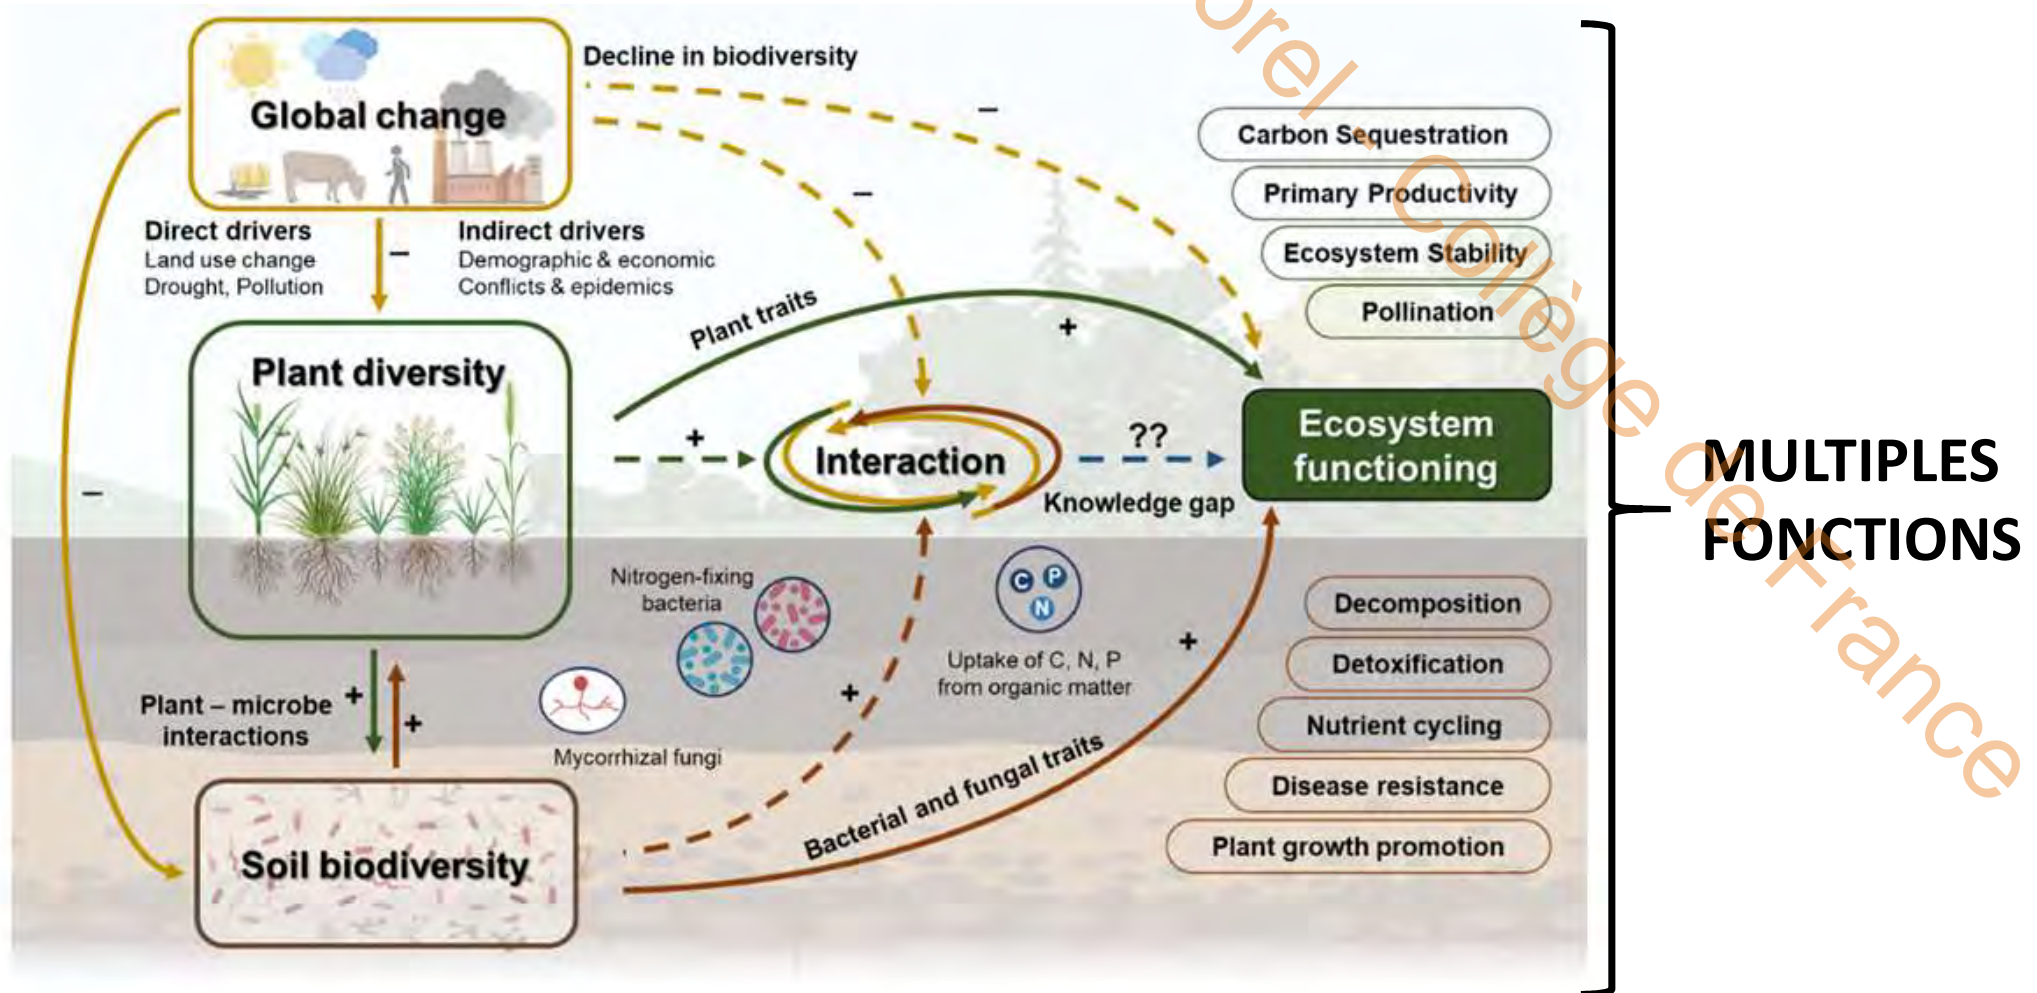 Decline in biodiversity
Global change
–
–
Direct drivers
Land use change
Drought, Pollution
–
Indirect drivers
Demographic & economic
Conflicts & epidemics
Carbon Sequestration
Primary Productivity
Ecosystem Stability
Pollination
Plant traits
+
Plant diversity
+
Interaction
??
Knowledge gap
Ecosystem
functioning
–
Nitrogen-fixing
bacteria
C P
N
Uptake of C, N, P
from organic matter
+
Mycorrhizal fungi
+
Plant – microbe
interactions
+
+
Bacterial and fungal traits
Soil biodiversity
Decomposition
Detoxification
Nutrient cycling
Disease resistance
Plant growth promotion
MULTIPLES
FONCTIONS
- Collège de France